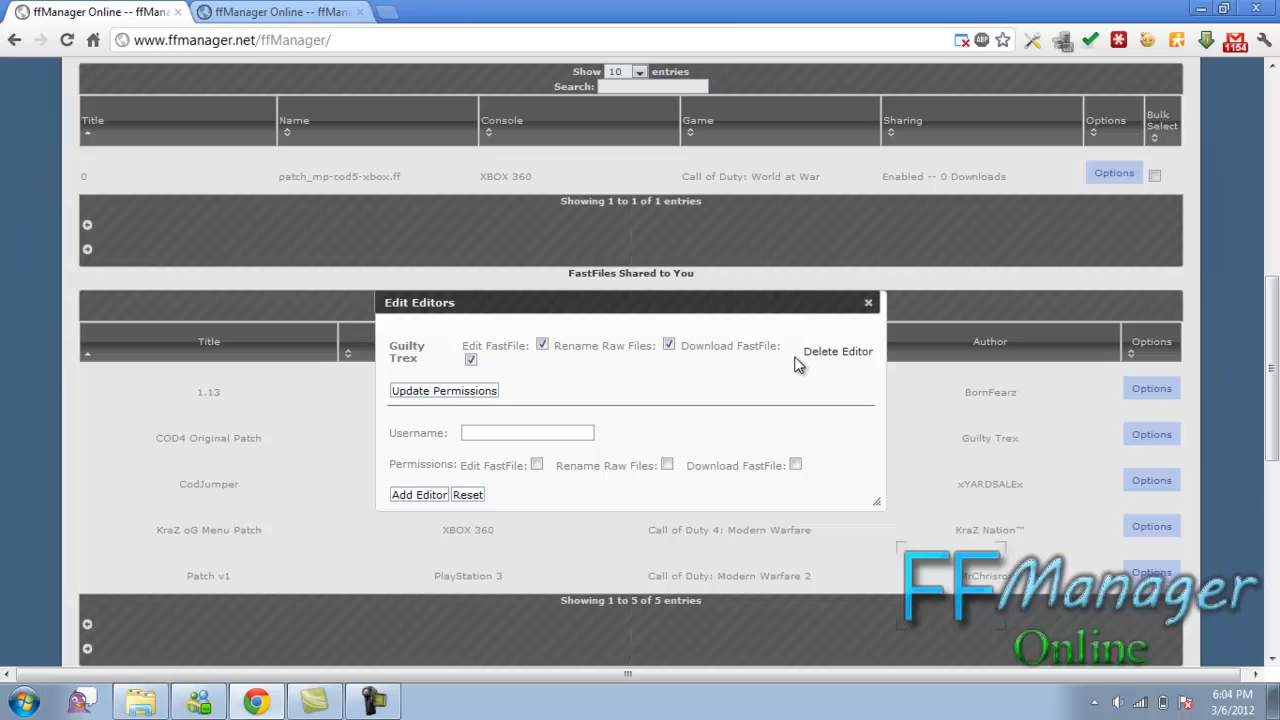 ffManager Online -- ffMan ×
ffManager Online -- ffMan ×
www.ffmanager.net/ffManager/
ABP
1154
Show 10 entries
Search:
Title Name Console Game Sharing Options Bulk Select
0 patch_mp-cod5-xbox.ff XBOX 360 Call of Duty: World at War Enabled -- 0 Downloads Options
Showing 1 to 1 of 1 entries
FastFiles Shared to You
Edit Editors
Guilty Trex Edit FastFile: Rename Raw Files: Download FastFile:
Delete Editor
Update Permissions
Username:
Permissions: Edit FastFile: Rename Raw Files: Download FastFile:
Add Editor Reset
Title Author Options
1.13 BornFearz Options
COD4 Original Patch Guilty Trex Options
CodJumper xYARDSALEx Options
KraZ oG Menu Patch XBOX 360 Call of Duty 4: Modern Warfare KraZ Nation™ Options
Patch v1 PlayStation 3 Call of Duty: Modern Warfare 2 Options
Showing 1 to 5 of 5 entries
FFManager
Online
6:04 PM
3/6/2012